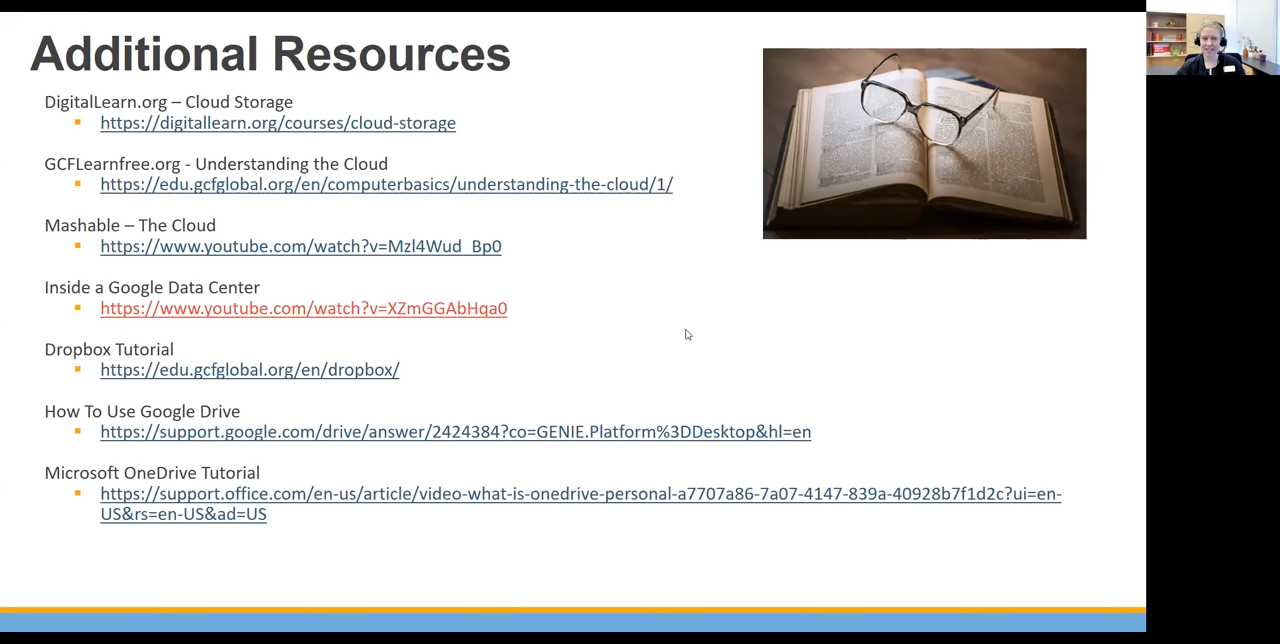 Additional Resources
DigitalLearn.org – Cloud Storage
https://digitallearn.org/courses/cloud-storage
GCFLearnfree.org - Understanding the Cloud
https://edu.gcfglobal.org/en/computerbasics/understanding-the-cloud/1/
Mashable – The Cloud
https://www.youtube.com/watch?v=Mzl4Wud_Bp0
Inside a Google Data Center
https://www.youtube.com/watch?v=XZmGGAbHqa0
Dropbox Tutorial
https://edu.gcfglobal.org/en/dropbox/
How To Use Google Drive
https://support.google.com/drive/answer/2424384?co=GENIE.Platform%3DDesktop&hl=en
Microsoft OneDrive Tutorial
https://support.office.com/en-us/article/video-what-is-onedrive-personal-a7707a86-7a07-4147-839a-40928b7f1d2c?ui=en-
US&rs=en-US&ad=US